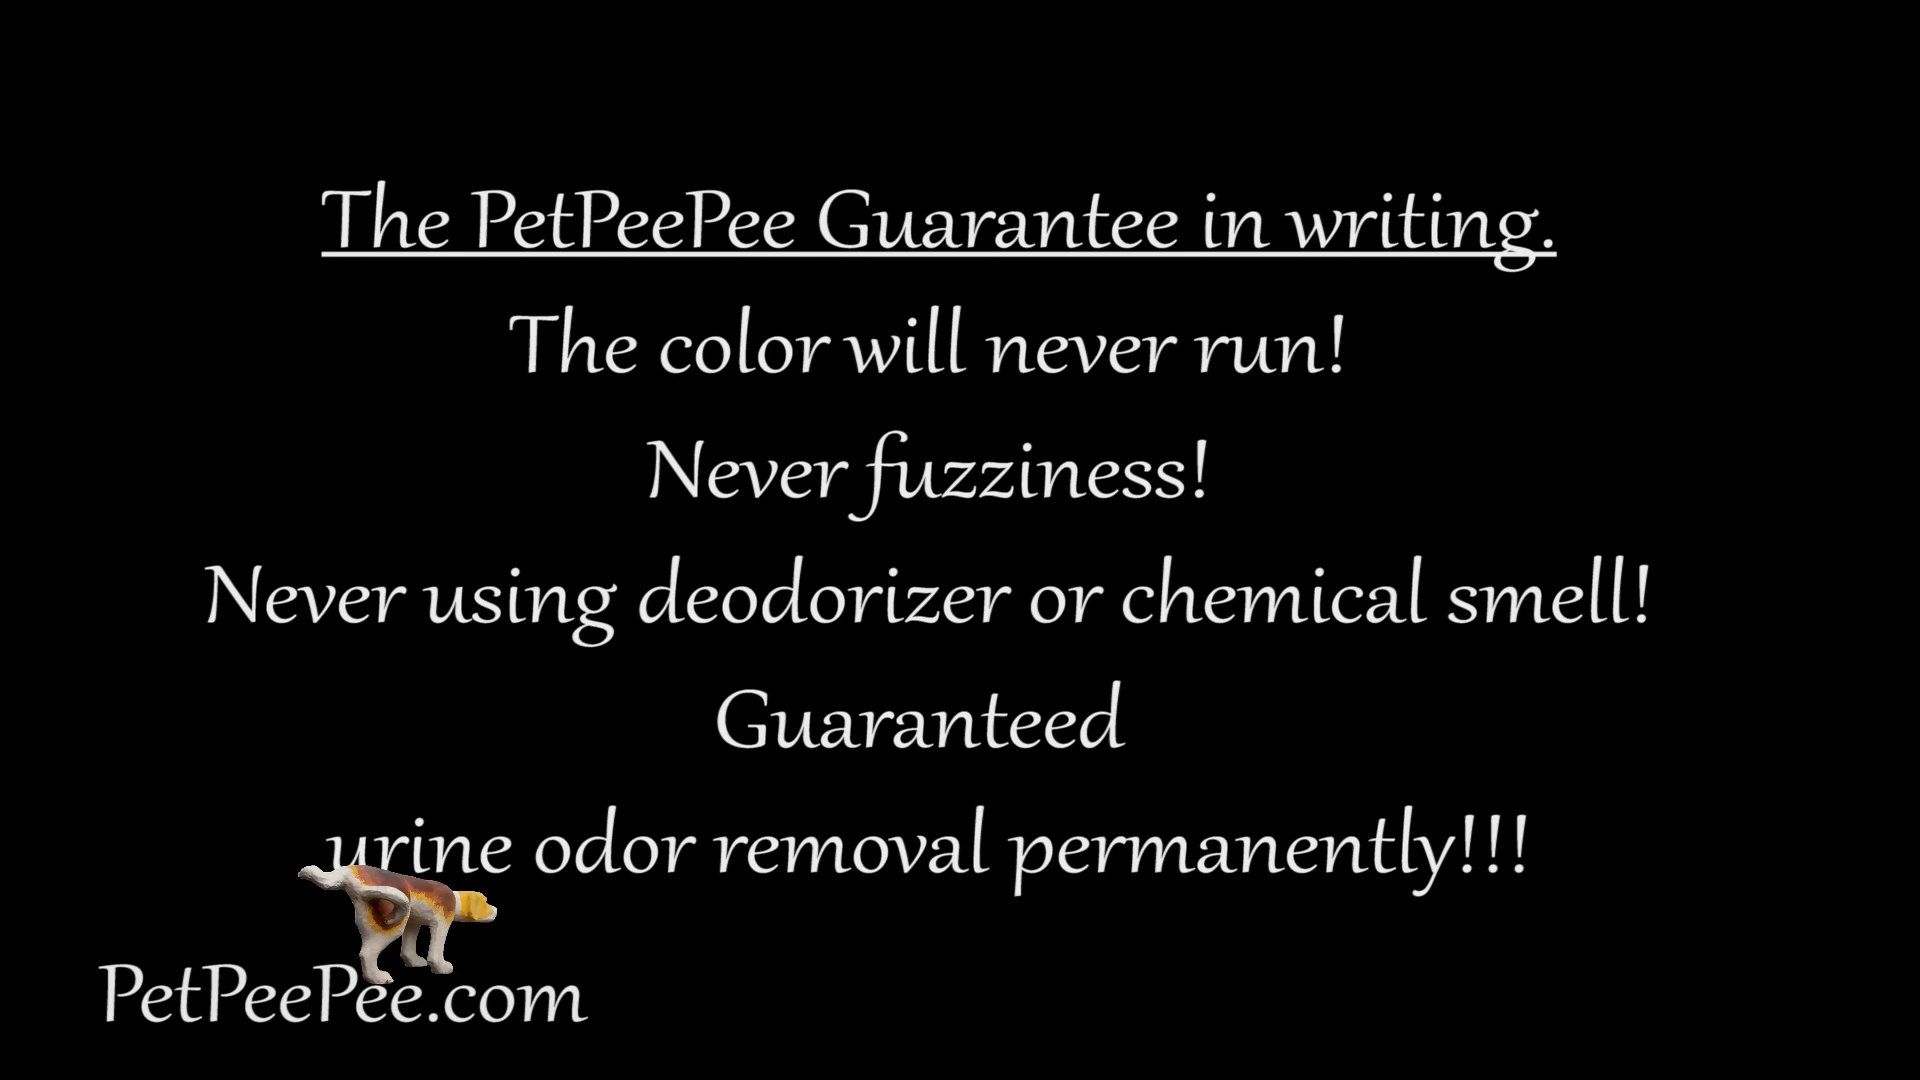 The PetPeePee Guarantee in writing.
The color will never run!
Never fuzziness!
Never using deodorizer or chemical smell!
Guaranteed
urine odor removal permanently!!!
PetPeePee.com